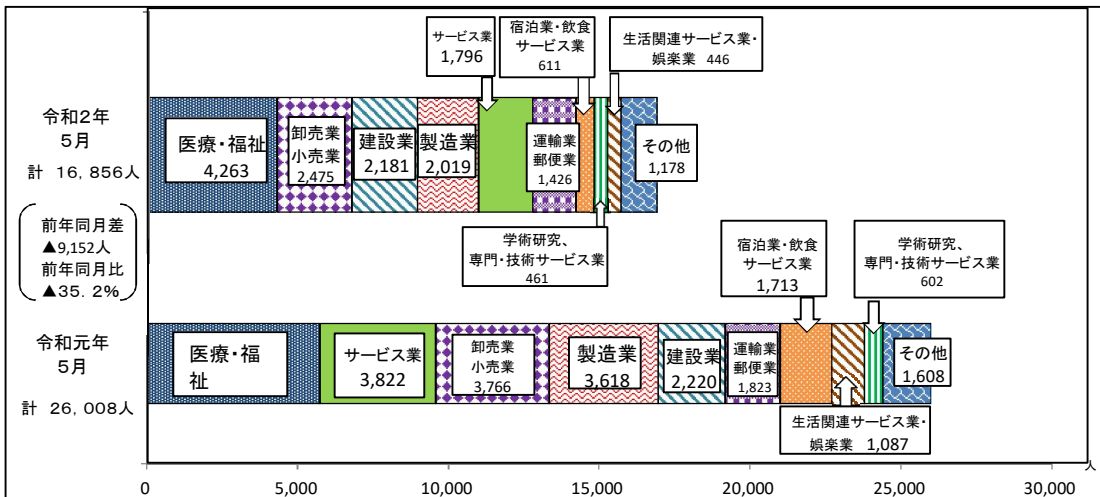 サービス業
1,796
宿泊業・飲食
サービス業
611
生活関連サービス業・
娯楽業 446
令和2年
5月
計 16,856人
医療・福祉
4,263
卸売業
小売業
2,475
建設業
2,181
製造業
2,019
運輸業
郵便業
1,426
その他
1,178
前年同月差
▲9,152人
前年同月比
▲35.2%
学術研究、
専門・技術サービス業
461
宿泊業・飲食
サービス業
1,713
学術研究、
専門・技術サービス業
602
令和元年
5月
計 26,008人
医療・福
祉
サービス業
3,822
卸売業
小売業
3,766
製造業
3,618
建設業
2,220
運輸業
郵便業
1,823
その他
1,608
生活関連サービス業・
娯楽業 1,087
0 5,000 10,000 15,000 20,000 25,000 30,000 人